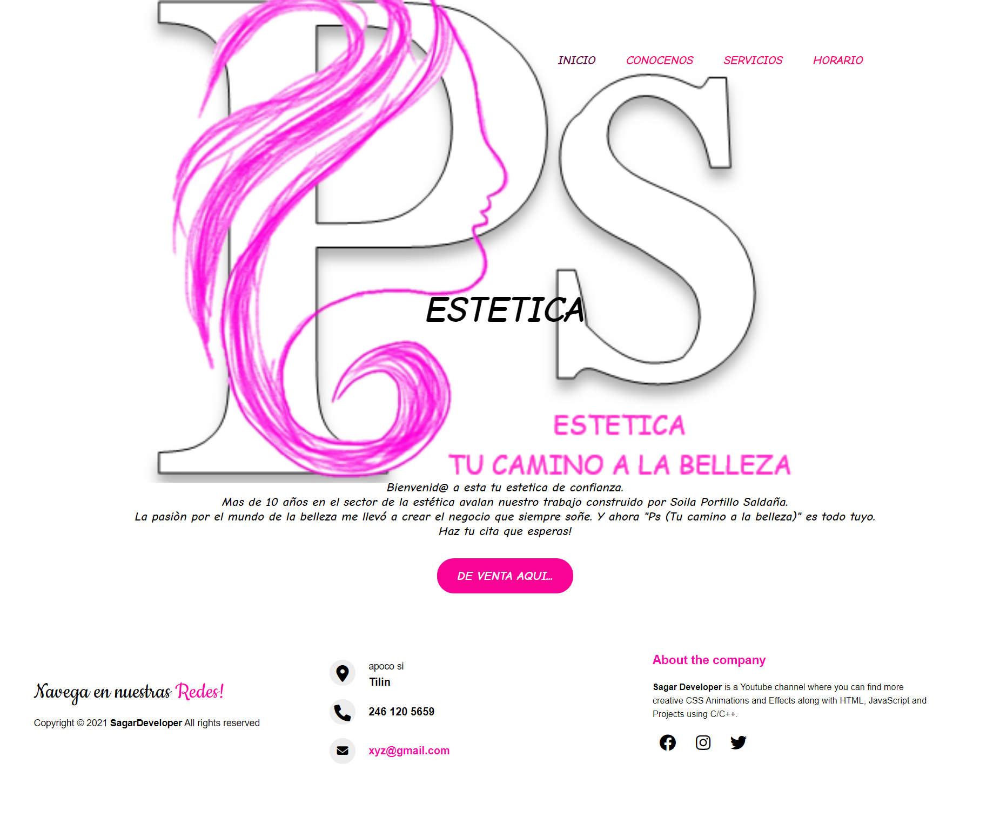 INICIO CONOCENOS SERVICIOS HORARIO
Ps
ESTETICA
ESTETICA
TU CAMINO A LA BELLEZA
Bienvenid@ a esta tu estetica de confianza.
Mas de 10 años en el sector de la estética avalan nuestro trabajo construido por Soila Portillo Saldaña.
La pasiòn por el mundo de la belleza me llevó a crear el negocio que siempre soñe. Y ahora "Ps (Tu camino a la belleza)" es todo tuyo.
Haz tu cita que esperas!
DE VENTA AQUI...
Navega en nuestras Redes!
Copyright © 2021 SagarDeveloper All rights reserved
apoco si
Tilin
246 120 5659
xyz@gmail.com
About the company
Sagar Developer is a Youtube channel where you can find more
creative CSS Animations and Effects along with HTML, JavaScript and
Projects using C/C++.